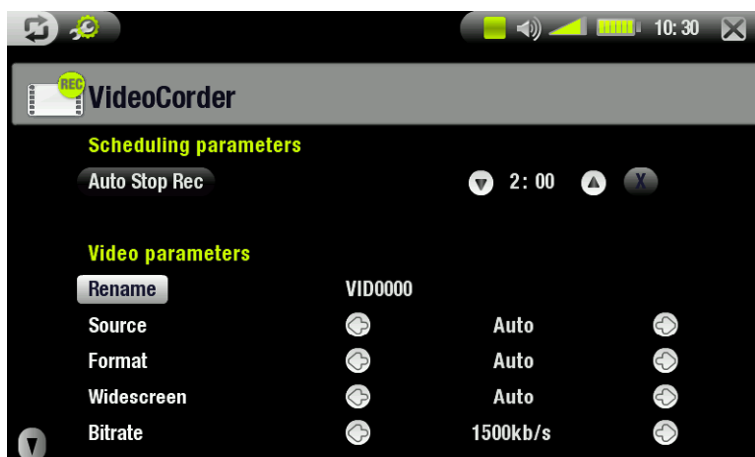 10:30
REC
VideoCorder
Scheduling parameters
Auto Stop Rec 2:00 X
Video parameters
Rename VID0000
Source Auto
Format Auto
Widescreen Auto
Bitrate 1500kb/s